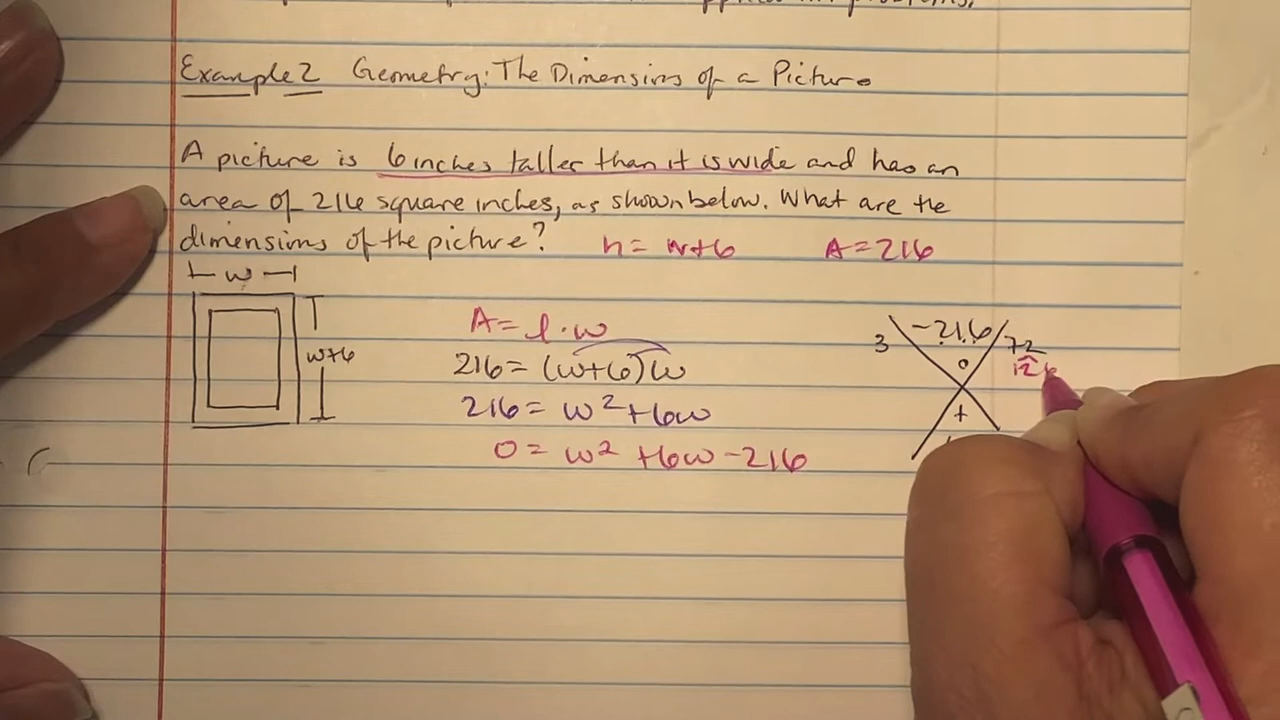 Example 2 Geometry: The Dimensions of a Picture
A picture is 6 inches taller than it is wide and has an
area of 216 square inches, as shown below. What are the
dimensions of the picture? h = w+6 A = 216
w
w+6
A = l · w
216 = (w+6)w
216 = w² + 6w
0 = w² + 6w - 216
-216
3 72
12 6
+